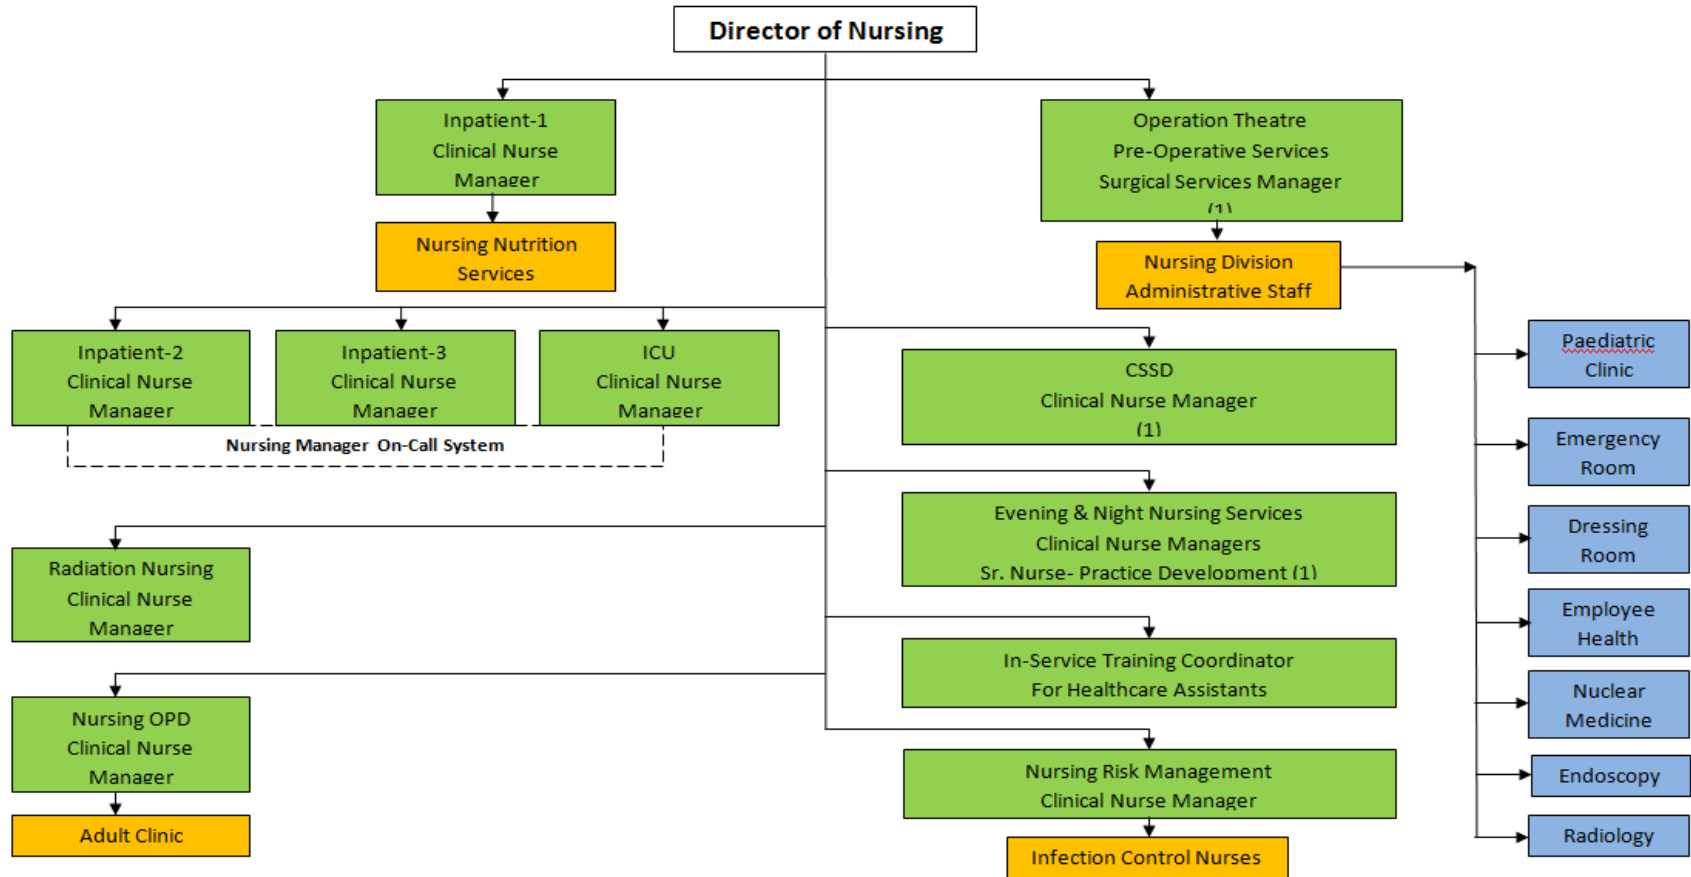 Director of Nursing
Inpatient-1
Clinical Nurse
Manager
Operation Theatre
Pre-Operative Services
Surgical Services Manager
(1)
Nursing Nutrition
Services
Nursing Division
Administrative Staff
Inpatient-2
Clinical Nurse
Manager
Inpatient-3
Clinical Nurse
Manager
ICU
Clinical Nurse
Manager
Nursing Manager On-Call System
CSSD
Clinical Nurse Manager
(1)
Evening & Night Nursing Services
Clinical Nurse Managers
Sr. Nurse- Practice Development (1)
Radiation Nursing
Clinical Nurse
Manager
In-Service Training Coordinator
For Healthcare Assistants
Nursing OPD
Clinical Nurse
Manager
Adult Clinic
Nursing Risk Management
Clinical Nurse Manager
Infection Control Nurses
Paediatric
Clinic
Emergency
Room
Dressing
Room
Employee
Health
Nuclear
Medicine
Endoscopy
Radiology